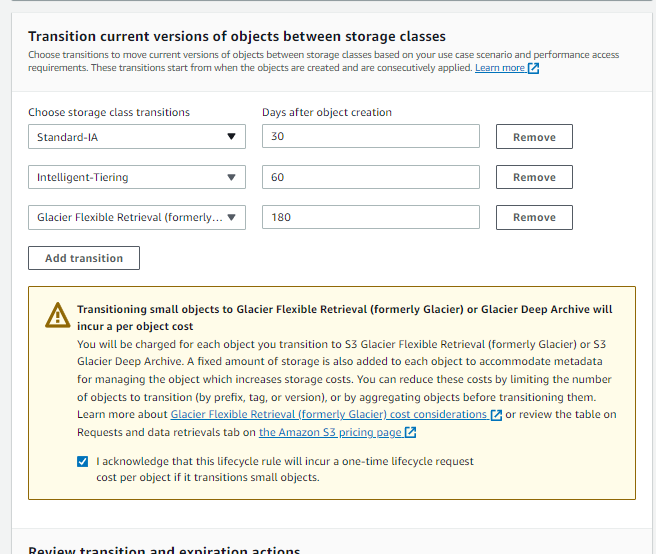 Transition current versions of objects between storage classes
Choose transitions to move current versions of objects between storage classes based on your use case scenario and performance access
requirements. These transitions start from when the objects are created and are consecutively applied. Learn more
Choose storage class transitions Days after object creation
Standard-IA 30 Remove
Intelligent-Tiering 60 Remove
Glacier Flexible Retrieval (formerly... 180 Remove
Add transition
Transitioning small objects to Glacier Flexible Retrieval (formerly Glacier) or Glacier Deep Archive will
incur a per object cost
You will be charged for each object you transition to S3 Glacier Flexible Retrieval (formerly Glacier) or S3
Glacier Deep Archive. A fixed amount of storage is also added to each object to accommodate metadata
for managing the object which increases storage costs. You can reduce these costs by limiting the number
of objects to transition (by prefix, tag, or version), or by aggregating objects before transitioning them.
Learn more about Glacier Flexible Retrieval (formerly Glacier) cost considerations or review the table on
Requests and data retrievals tab on the Amazon S3 pricing page
I acknowledge that this lifecycle rule will incur a one-time lifecycle request
cost per object if it transitions small objects.
Review transition and expiration actions